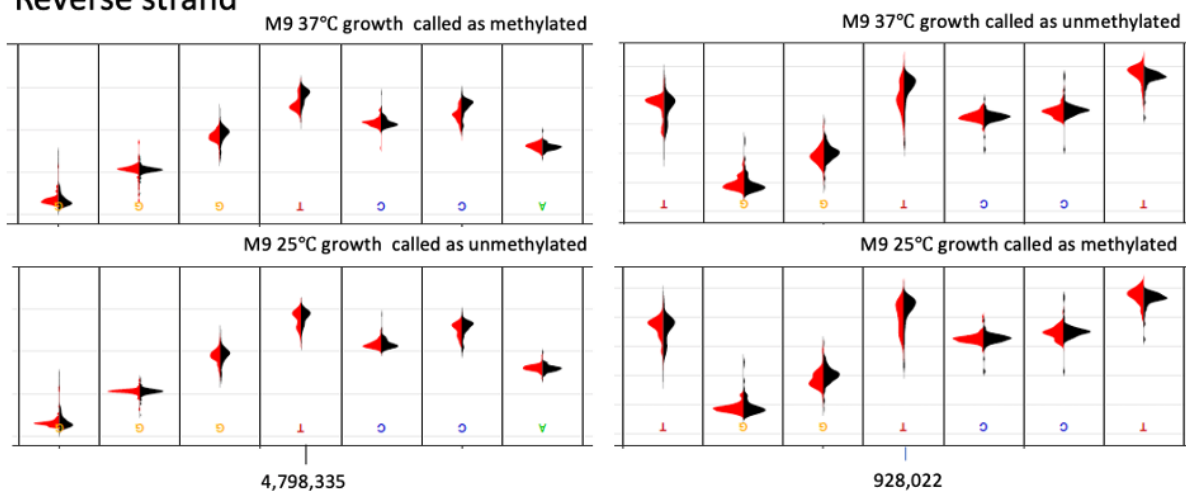 Reverse strand
M9 37°C growth called as methylated
M9 37°C growth called as unmethylated
G G G T C C A
T G G T C C T
M9 25°C growth called as unmethylated
M9 25°C growth called as methylated
G G G T C C A
T G G T C C T
4,798,335
928,022